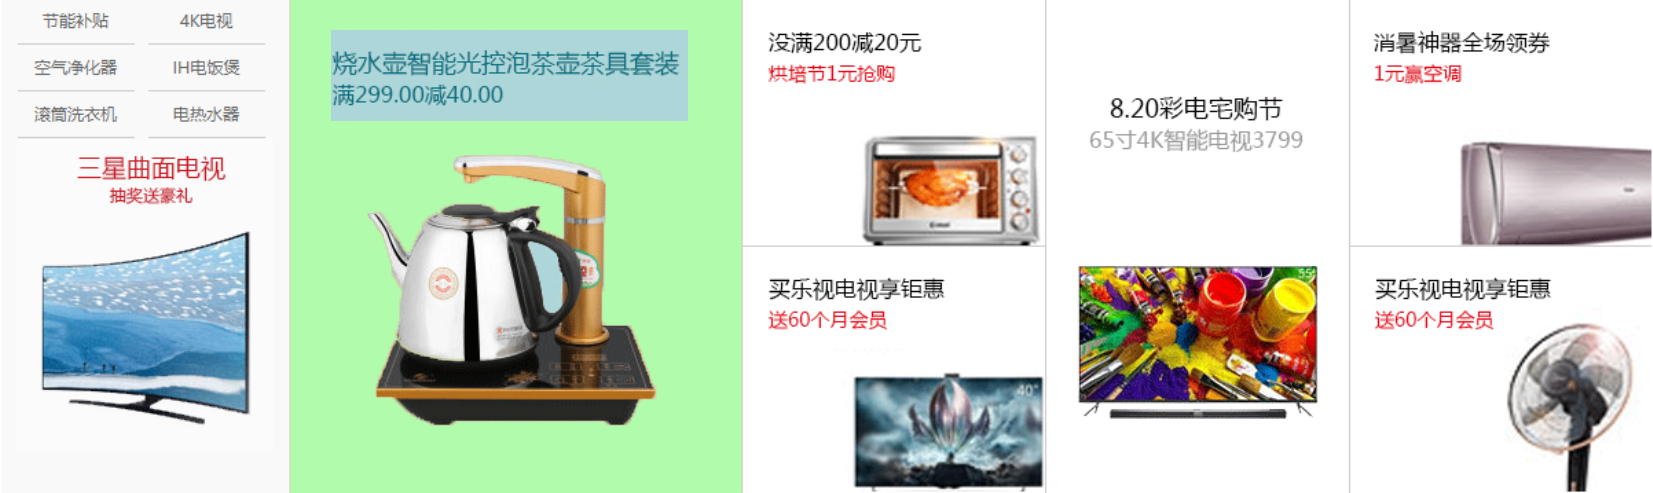 节能补贴
4K电视
空气净化器
IH电饭煲
滚筒洗衣机
电热水器
三星曲面电视
抽奖送豪礼
烧水壶智能光控泡茶壶茶具套装
满299.00减40.00
没满200减20元
烘培节1元抢购
买乐视电视享钜惠
送60个月会员
40"
8.20彩电宅购节
65寸4K智能电视3799
55"
消暑神器全场领券
1元赢空调
买乐视电视享钜惠
送60个月会员